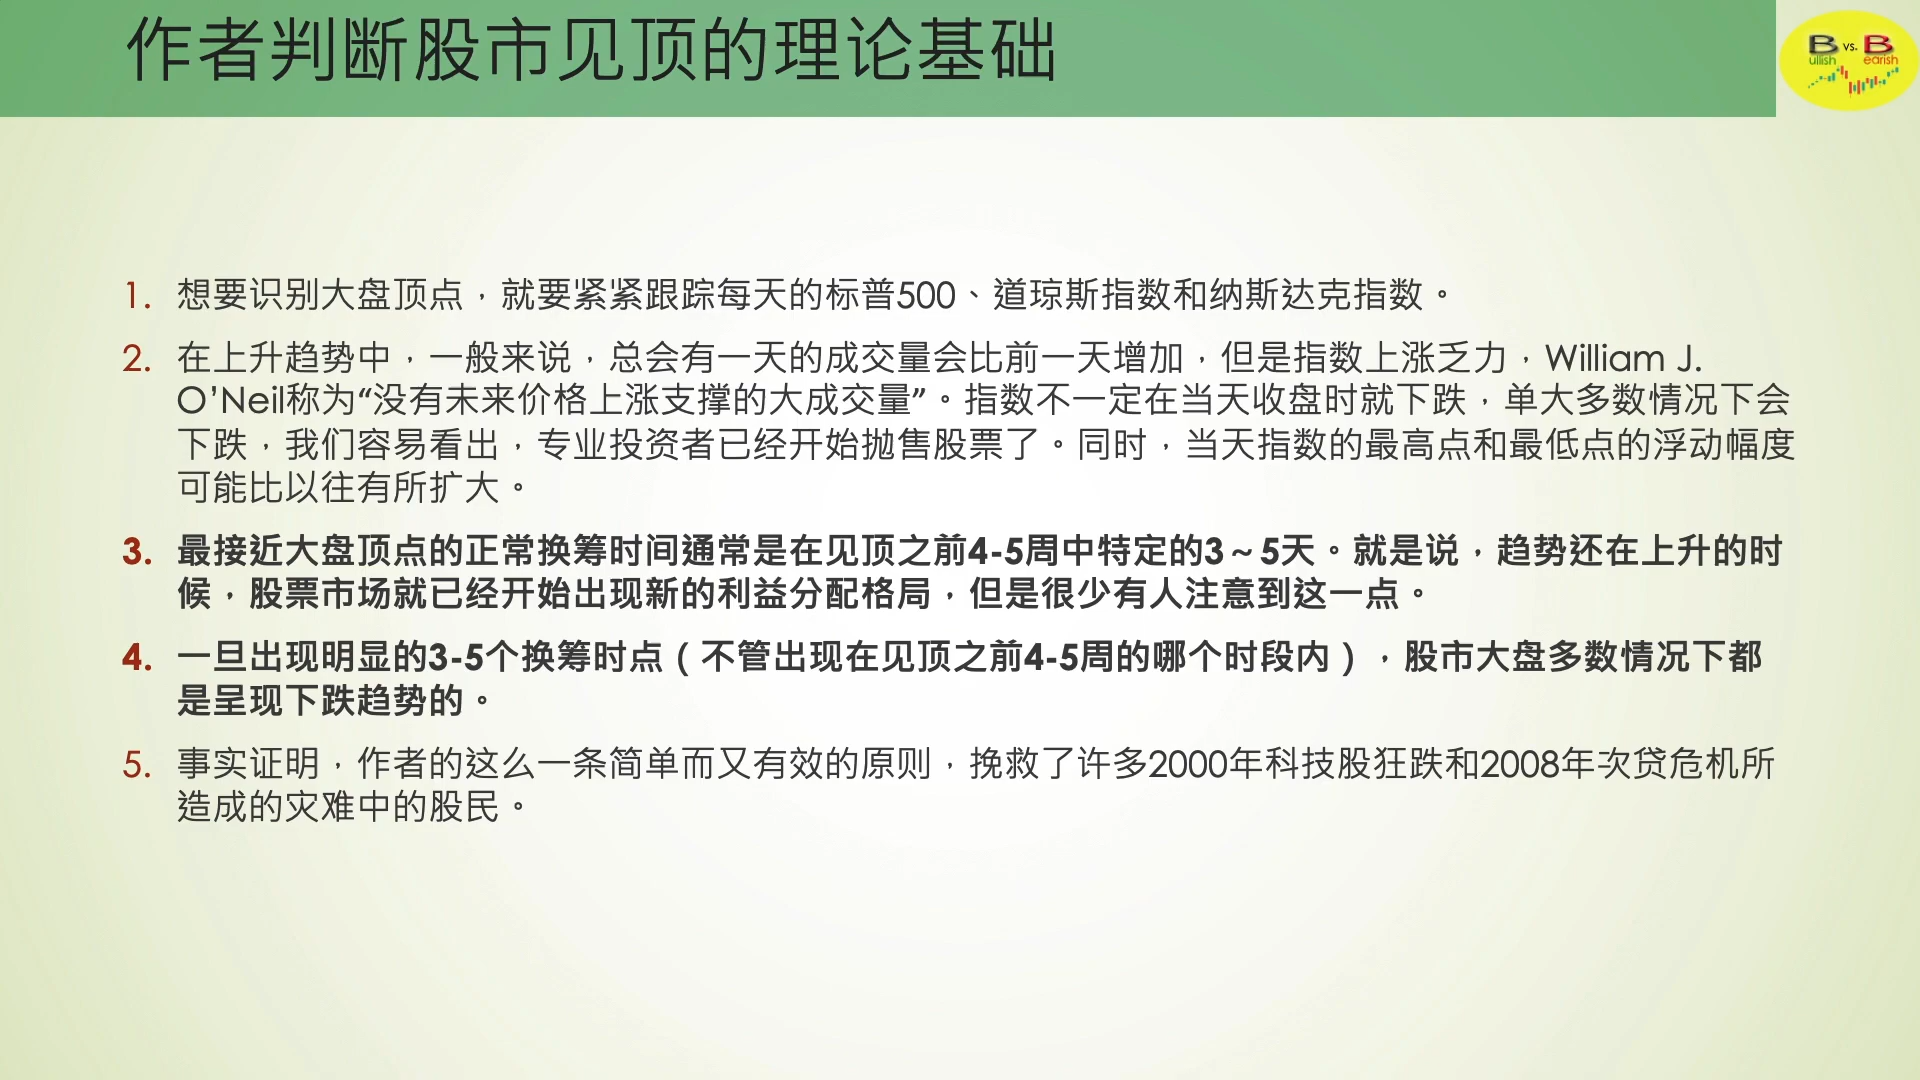 作者判断股市见顶的理论基础
B vs. B
ullish earish
1. 想要识别大盘顶点，就要紧紧跟踪每天的标普500、道琼斯指数和纳斯达克指数。
2. 在上升趋势中，一般来说，总会有一天的成交量会比前一天增加，但是指数上涨乏力，William J.
O’Neil称为“没有未来价格上涨支撑的大成交量”。指数不一定在当天收盘时就下跌，单大多数情况下会
下跌，我们容易看出，专业投资者已经开始抛售股票了。同时，当天指数的最高点和最低点的浮动幅度
可能比以往有所扩大。
3. 最接近大盘顶点的正常换筹时间通常是在见顶之前4-5周中特定的3～5天。就是说，趋势还在上升的时
候，股票市场就已经开始出现新的利益分配格局，但是很少有人注意到这一点。
4. 一旦出现明显的3-5个换筹时点（不管出现在见顶之前4-5周的哪个时段内），股市大盘多数情况下都
是呈现下跌趋势的。
5. 事实证明，作者的这么一条简单而又有效的原则，挽救了许多2000年科技股狂跌和2008年次贷危机所
造成的灾难中的股民。